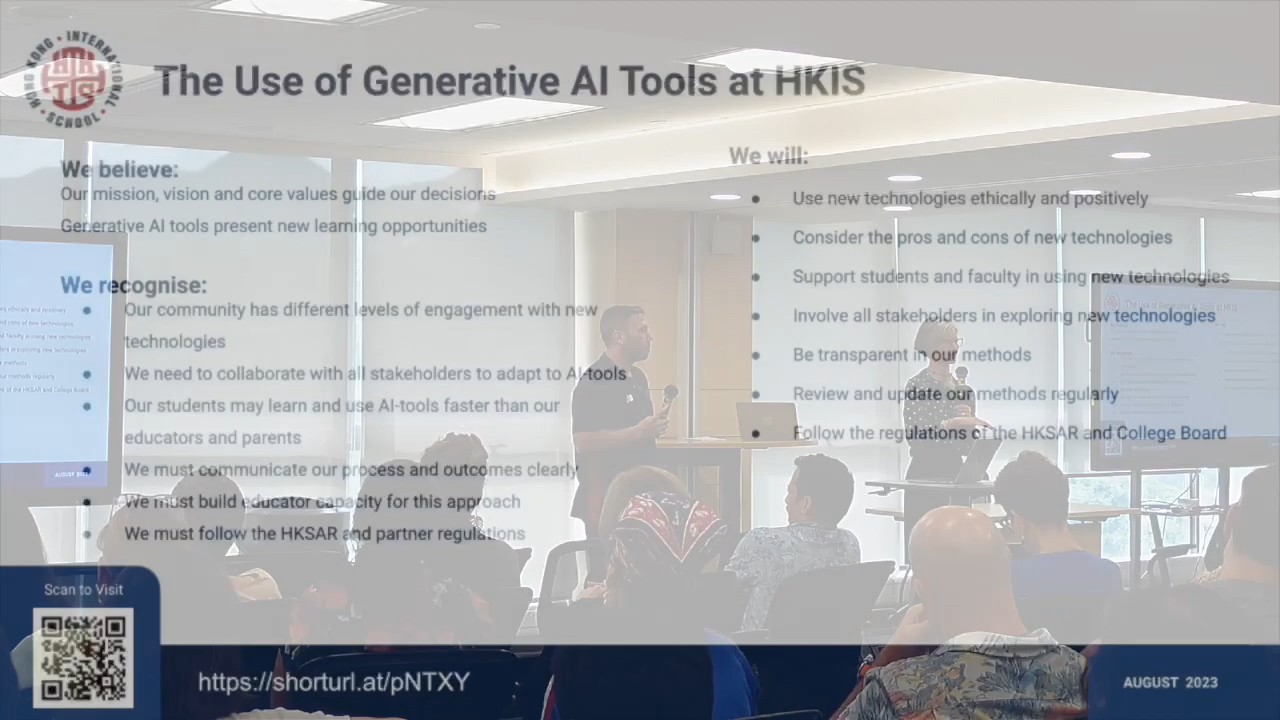 HONG KONG • INTERNATIONAL • SCHOOL •
HKIS
The Use of Generative AI Tools at HKIS
We believe:
Our mission, vision and core values guide our decisions
Generative AI tools present new learning opportunities
We recognise:
• Our community has different levels of engagement with new
technologies
• We need to collaborate with all stakeholders to adapt to AI-tools
• Our students may learn and use AI-tools faster than our
educators and parents
• We must communicate our process and outcomes clearly
• We must build educator capacity for this approach
• We must follow the HKSAR and partner regulations
We will:
• Use new technologies ethically and positively
• Consider the pros and cons of new technologies
• Support students and faculty in using new technologies
• Involve all stakeholders in exploring new technologies
• Be transparent in our methods
• Review and update our methods regularly
• Follow the regulations of the HKSAR and College Board
Scan to Visit
https://shorturl.at/pNTXY
AUGUST 2023